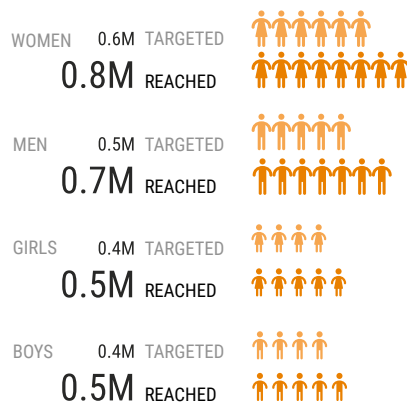 WOMEN 0.6M TARGETED
0.8M REACHED
MEN 0.5M TARGETED
0.7M REACHED
GIRLS 0.4M TARGETED
0.5M REACHED
BOYS 0.4M TARGETED
0.5M REACHED